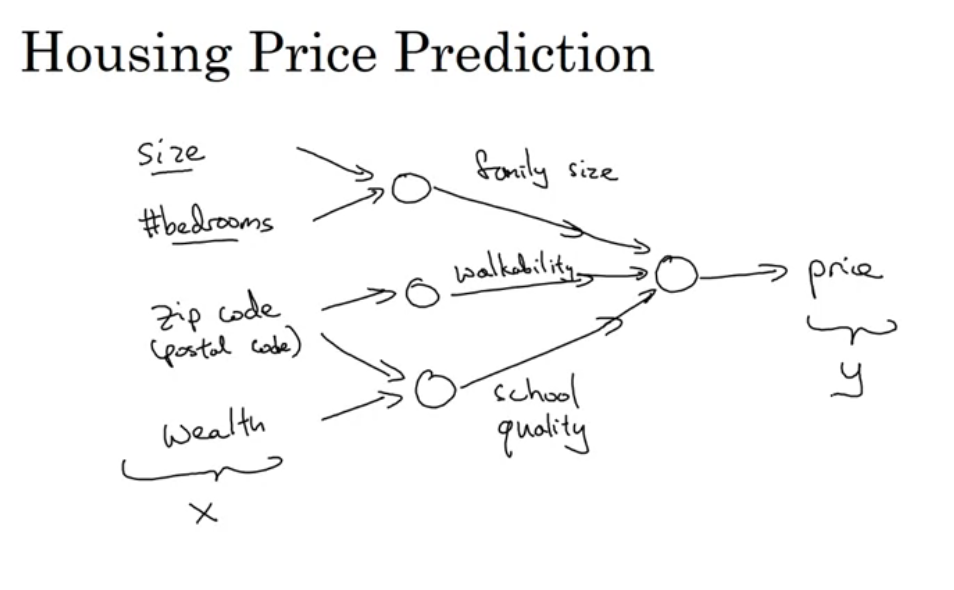 Housing Price Prediction
size
#bedrooms
zip code
(postal code)
wealth
x
family size
walkability
school
quality
price
y